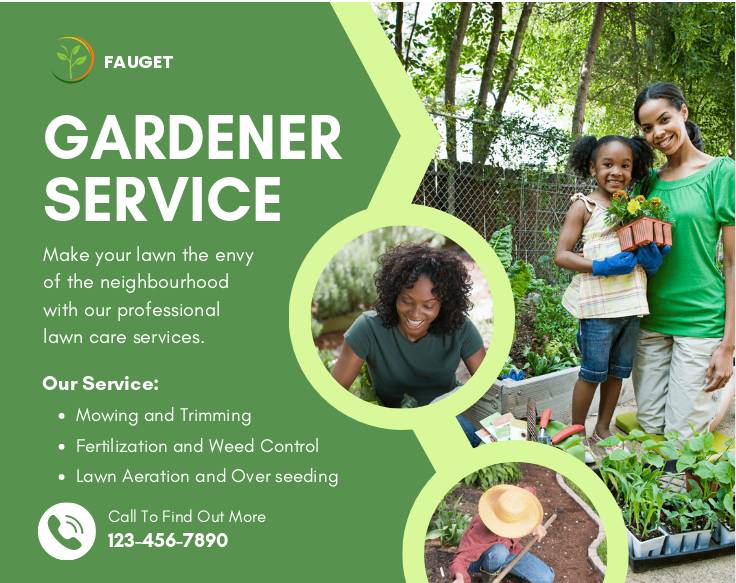 FAUGET
GARDENER
SERVICE
Make your lawn the envy
of the neighbourhood
with our professional
lawn care services.
Our Service:
• Mowing and Trimming
• Fertilization and Weed Control
• Lawn Aeration and Over seeding
Call To Find Out More
123-456-7890